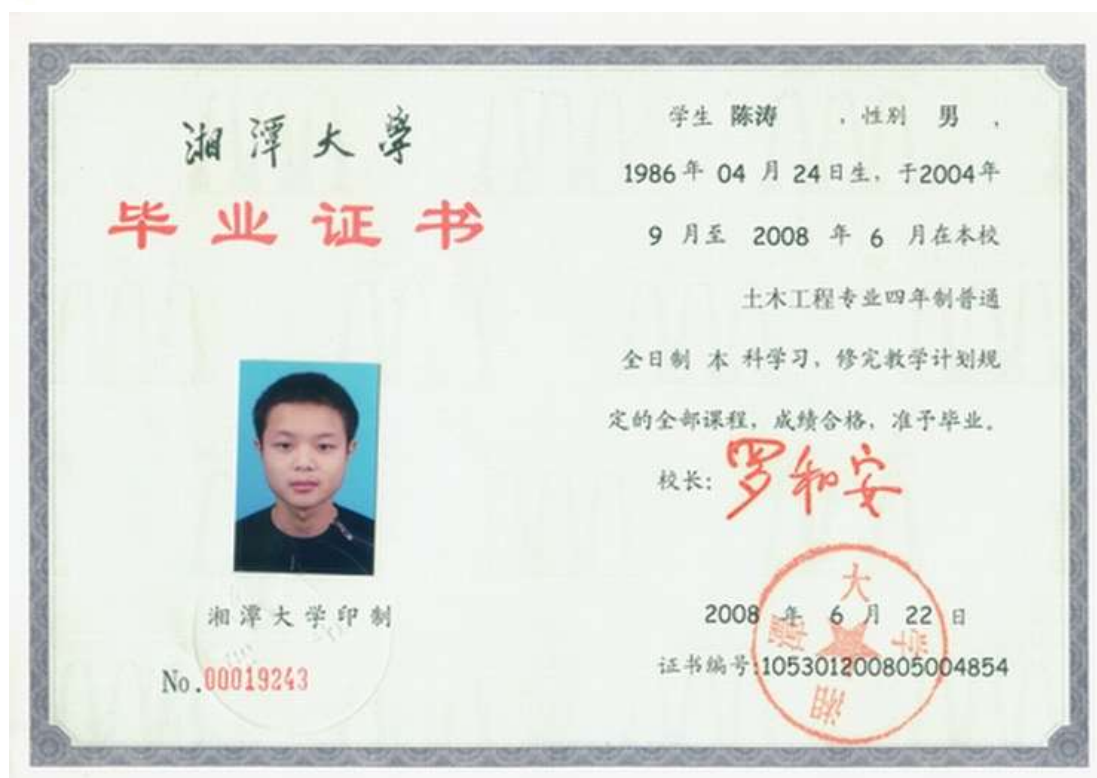 湘潭大学
毕业证书
湘潭大学印制
No.00019243
学生 陈涛 ，性别 男 ，
1986年 04 月 24日生，于2004年
9 月至 2008 年 6 月在本校
土木工程专业四年制普通
全日制 本 科学习，修完教学计划规
定的全部课程，成绩合格，准予毕业。
校长：罗和安
2008 年 6 月 22 日
证书编号:105301200805004854
湘潭大学